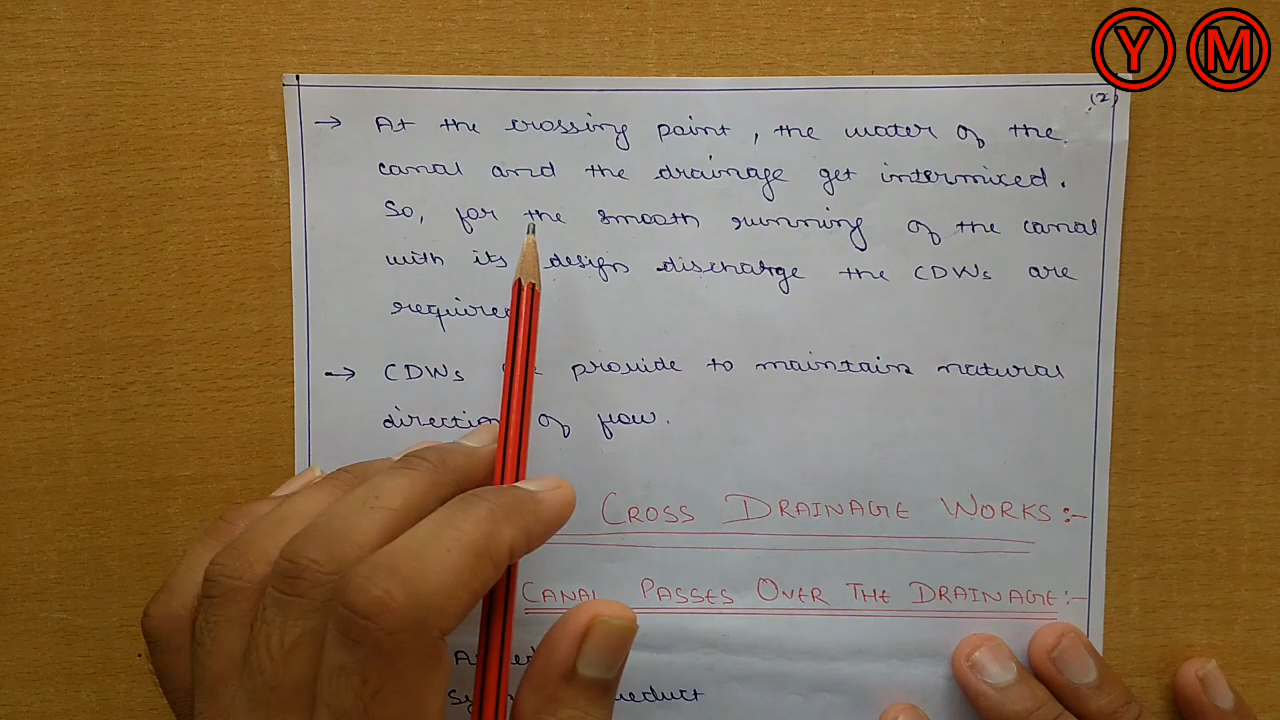 Y M
(2)
→ At the crossing point, the water of the
canal and the drainage get intermixed.
So, for the smooth running of the canal
with its design discharge the CDWs are
require
→ CDWs provide to maintain natural
direction of flow.
CROSS DRAINAGE WORKS:-
CANAL PASSES OVER THE DRAINAGE:-